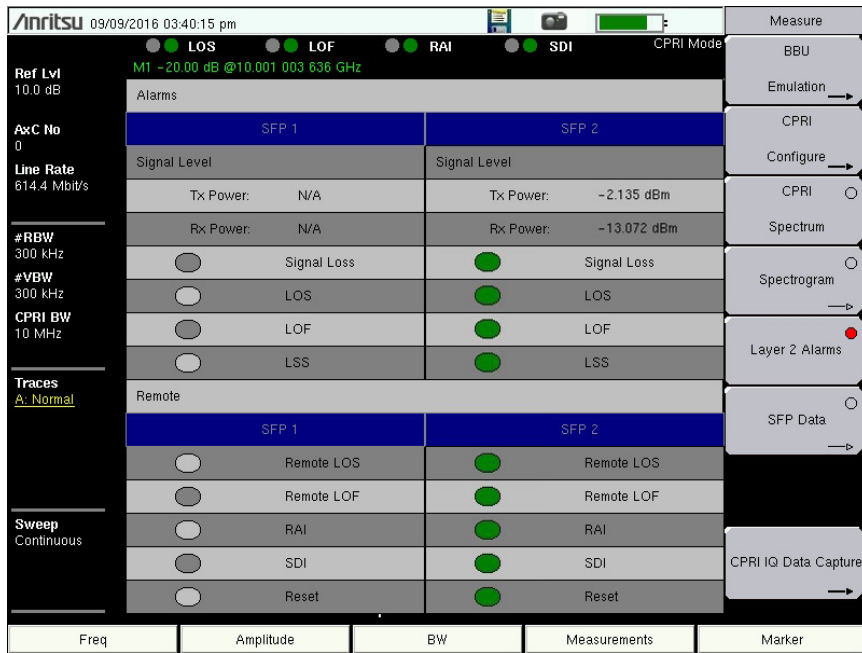 Anritsu 09/09/2016 03:40:15 pm
Measure
LOS LOF RAI SDI CPRI Mode
M1 -20.00 dB @10.001 003 636 GHz
Ref Lvl
10.0 dB
AxC No
0
Line Rate
614.4 Mbit/s
#RBW
300 kHz
#VBW
300 kHz
CPRI BW
10 MHz
Traces
A: Normal
Sweep
Continuous
Alarms
SFP 1 SFP 2
Signal Level Signal Level
Tx Power: N/A Tx Power: -2.135 dBm
Rx Power: N/A Rx Power: -13.072 dBm
Signal Loss Signal Loss
LOS LOS
LOF LOF
LSS LSS
Remote
SFP 1 SFP 2
Remote LOS Remote LOS
Remote LOF Remote LOF
RAI RAI
SDI SDI
Reset Reset
BBU
Emulation
CPRI
Configure
CPRI
Spectrum
Spectrogram
Layer 2 Alarms
SFP Data
CPRI IQ Data Capture
Freq Amplitude BW Measurements Marker